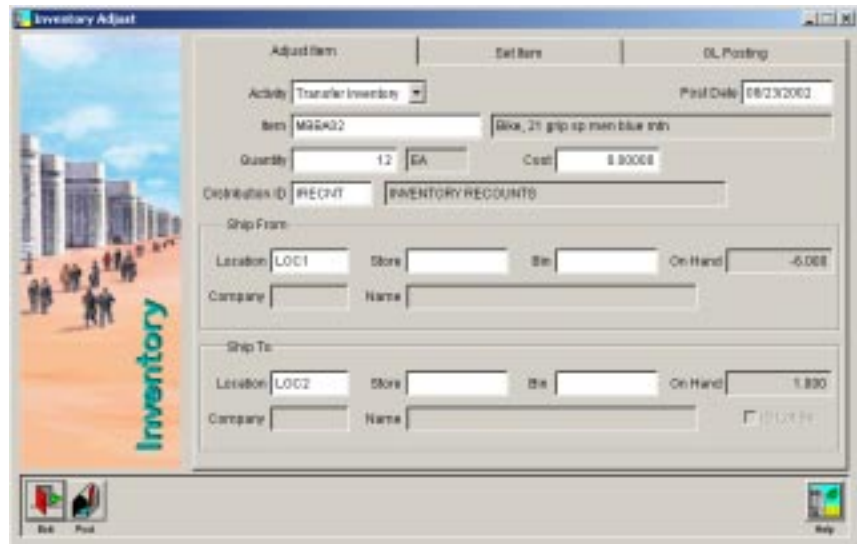 Inventory Adjust
Adjust Item Set Item GL Posting
Activity Transfer Inventory Post Date 08/23/2002
Item MBBA02 Bike, 21 grip sp men blue mtn
Quantity 12 EA Cost 0.00000
Distribution ID IRECNT INVENTORY RECOUNTS
Ship From
Location LOC1 Store Bin On Hand -6.000
Company Name
Ship To
Location LOC2 Store Bin On Hand 1.000
Company Name
Inventory
Exit Post Help